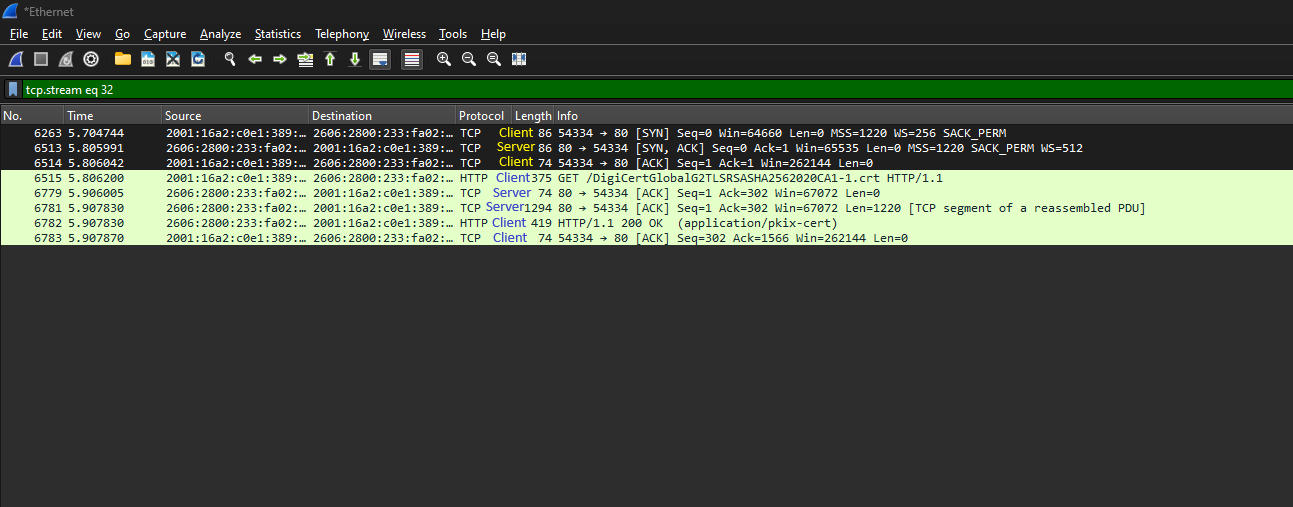 *Ethernet
File Edit View Go Capture Analyze Statistics Telephony Wireless Tools Help
tcp.stream eq 32
No. Time Source Destination Protocol Length Info
6263 5.704744 2001:16a2:c0e1:389:… 2606:2800:233:fa02:… TCP Client 86 54334 → 80 [SYN] Seq=0 Win=64660 Len=0 MSS=1220 WS=256 SACK_PERM
6513 5.805991 2606:2800:233:fa02:… 2001:16a2:c0e1:389:… TCP Server 86 80 → 54334 [SYN, ACK] Seq=0 Ack=1 Win=65535 Len=0 MSS=1220 SACK_PERM WS=512
6514 5.806042 2001:16a2:c0e1:389:… 2606:2800:233:fa02:… TCP Client 74 54334 → 80 [ACK] Seq=1 Ack=1 Win=262144 Len=0
6515 5.806200 2001:16a2:c0e1:389:… 2606:2800:233:fa02:… HTTP Client 375 GET /DigiCertGlobalG2TLSRSASHA2562020CA1-1.crt HTTP/1.1
6779 5.906005 2606:2800:233:fa02:… 2001:16a2:c0e1:389:… TCP Server 74 80 → 54334 [ACK] Seq=1 Ack=302 Win=67072 Len=0
6781 5.907830 2606:2800:233:fa02:… 2001:16a2:c0e1:389:… TCP Server 1294 80 → 54334 [ACK] Seq=1 Ack=302 Win=67072 Len=1220 [TCP segment of a reassembled PDU]
6782 5.907830 2606:2800:233:fa02:… 2001:16a2:c0e1:389:… HTTP Client 419 HTTP/1.1 200 OK (application/pkix-cert)
6783 5.907870 2001:16a2:c0e1:389:… 2606:2800:233:fa02:… TCP Client 74 54334 → 80 [ACK] Seq=302 Ack=1566 Win=262144 Len=0